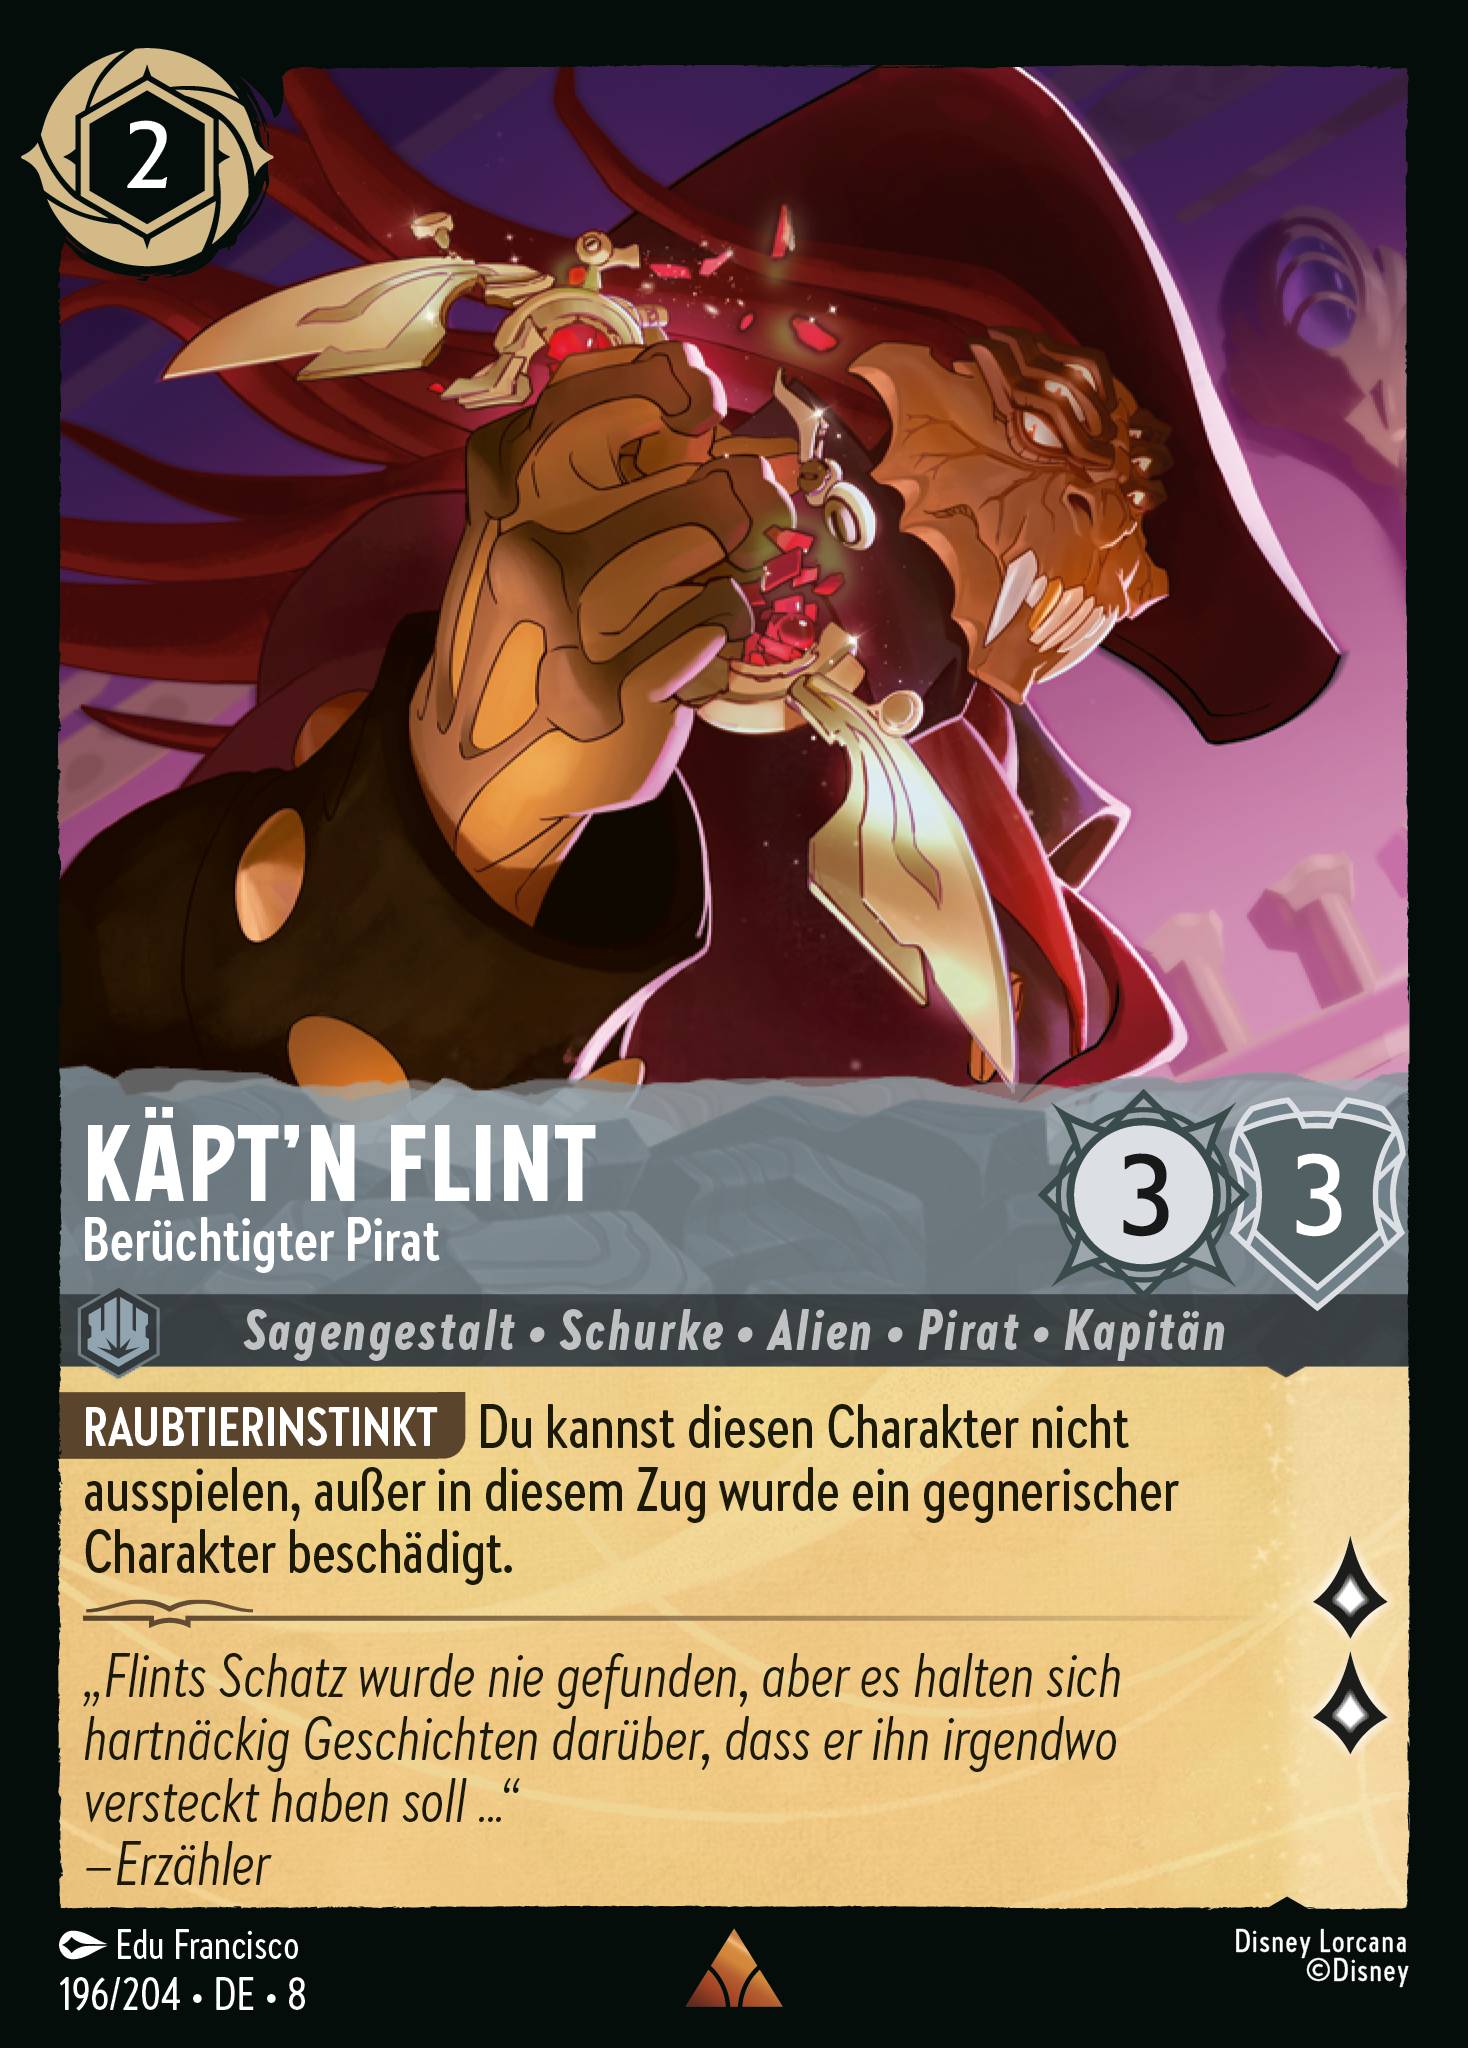 2
KÄPT’N FLINT
Berüchtigter Pirat
3
3
Sagengestalt • Schurke • Alien • Pirat • Kapitän
RAUBTIERINSTINKT Du kannst diesen Charakter nicht
ausspielen, außer in diesem Zug wurde ein gegnerischer
Charakter beschädigt.
„Flints Schatz wurde nie gefunden, aber es halten sich
hartnäckig Geschichten darüber, dass er ihn irgendwo
versteckt haben soll ...“
–Erzähler
Edu Francisco
196/204 • DE • 8
Disney Lorcana
©Disney